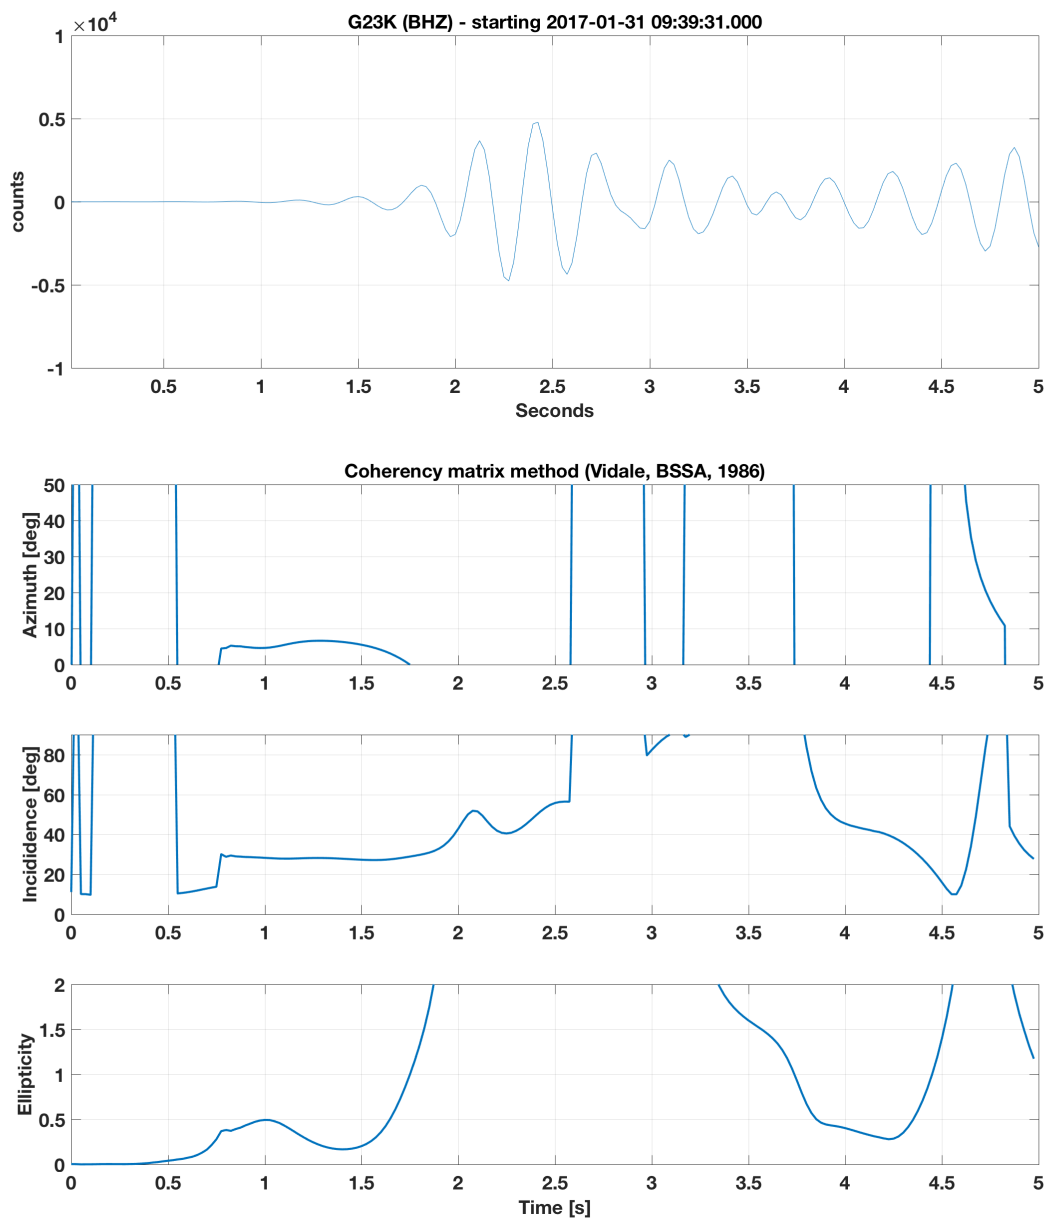 G23K (BHZ) - starting 2017-01-31 09:39:31.000
×10^4
1
0.5
0
-0.5
-1
counts
0.5 1 1.5 2 2.5 3 3.5 4 4.5 5
Seconds
Coherency matrix method (Vidale, BSSA, 1986)
50
40
30
20
10
0
Azimuth [deg]
0 0.5 1 1.5 2 2.5 3 3.5 4 4.5 5
80
60
40
20
0
Incididence [deg]
0 0.5 1 1.5 2 2.5 3 3.5 4 4.5 5
2
1.5
1
0.5
0
Ellipticity
0 0.5 1 1.5 2 2.5 3 3.5 4 4.5 5
Time [s]